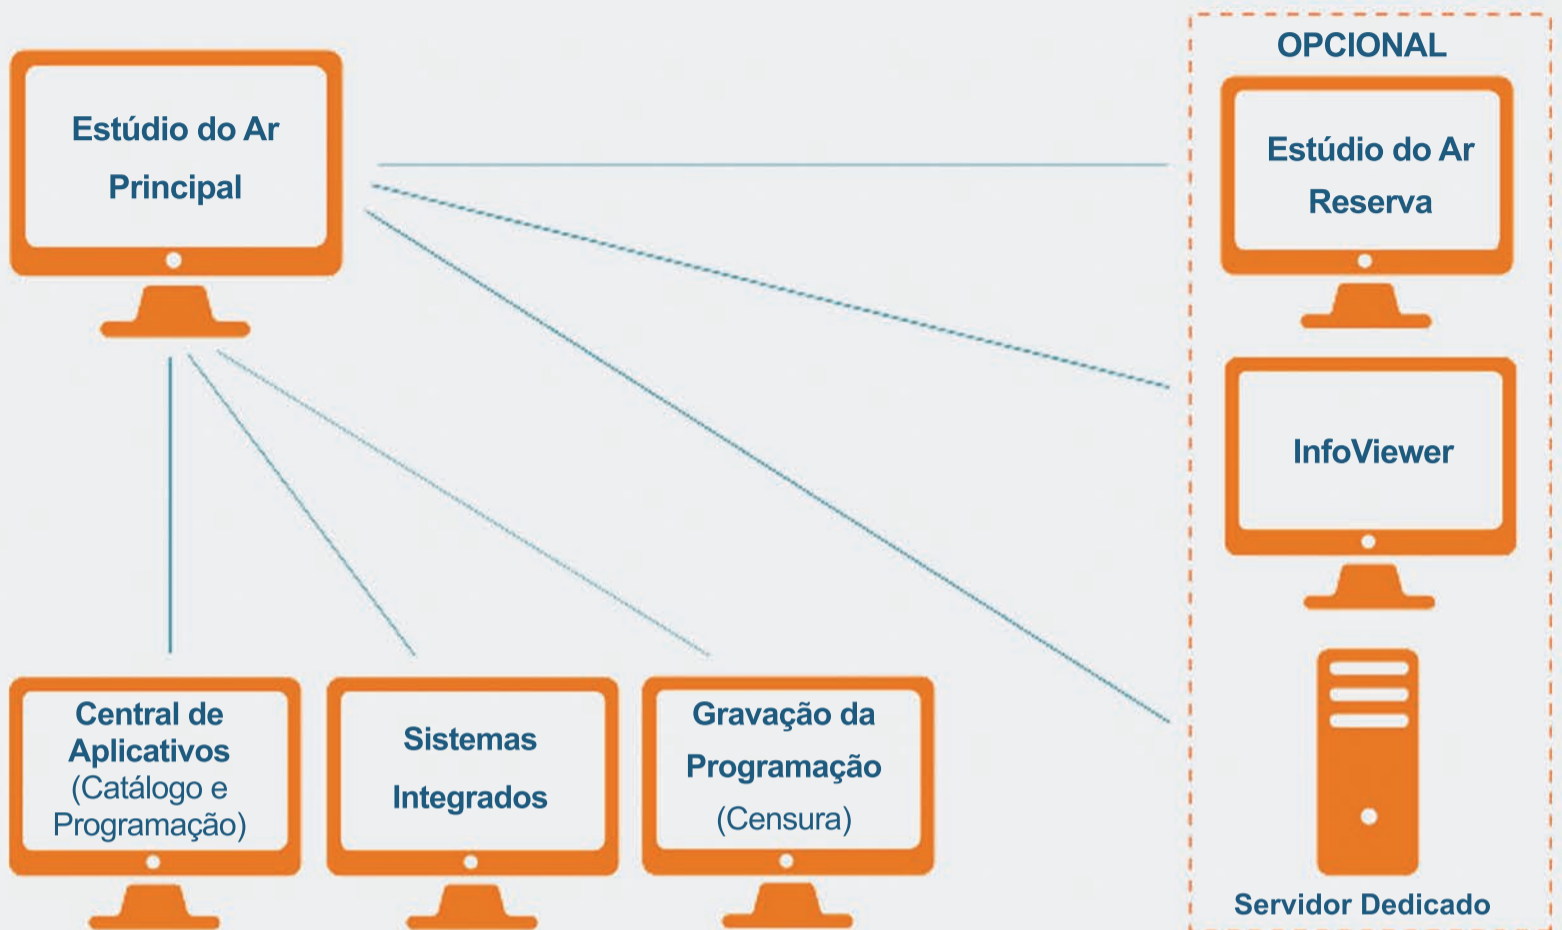 Estúdio do Ar
Principal
OPCIONAL
Estúdio do Ar
Reserva
InfoViewer
Servidor Dedicado
Central de
Aplicativos
(Catálogo e
Programação)
Sistemas
Integrados
Gravação da
Programação
(Censura)